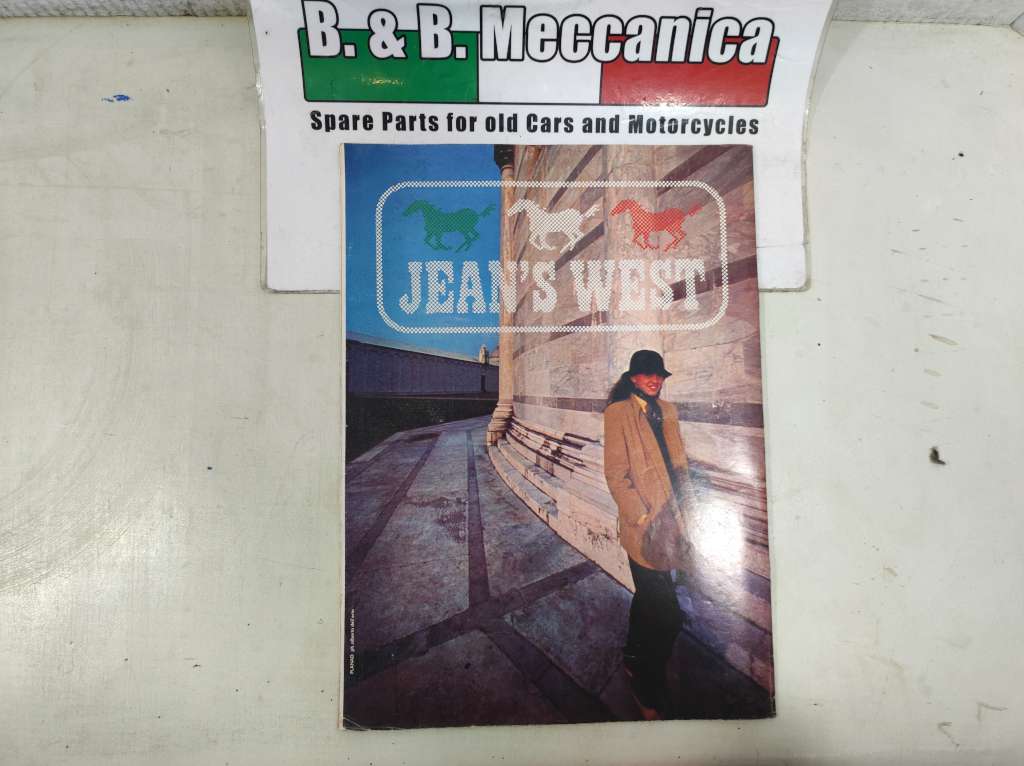 B. & B. Meccanica
Spare Parts for old Cars and Motorcycles
JEAN'S WEST